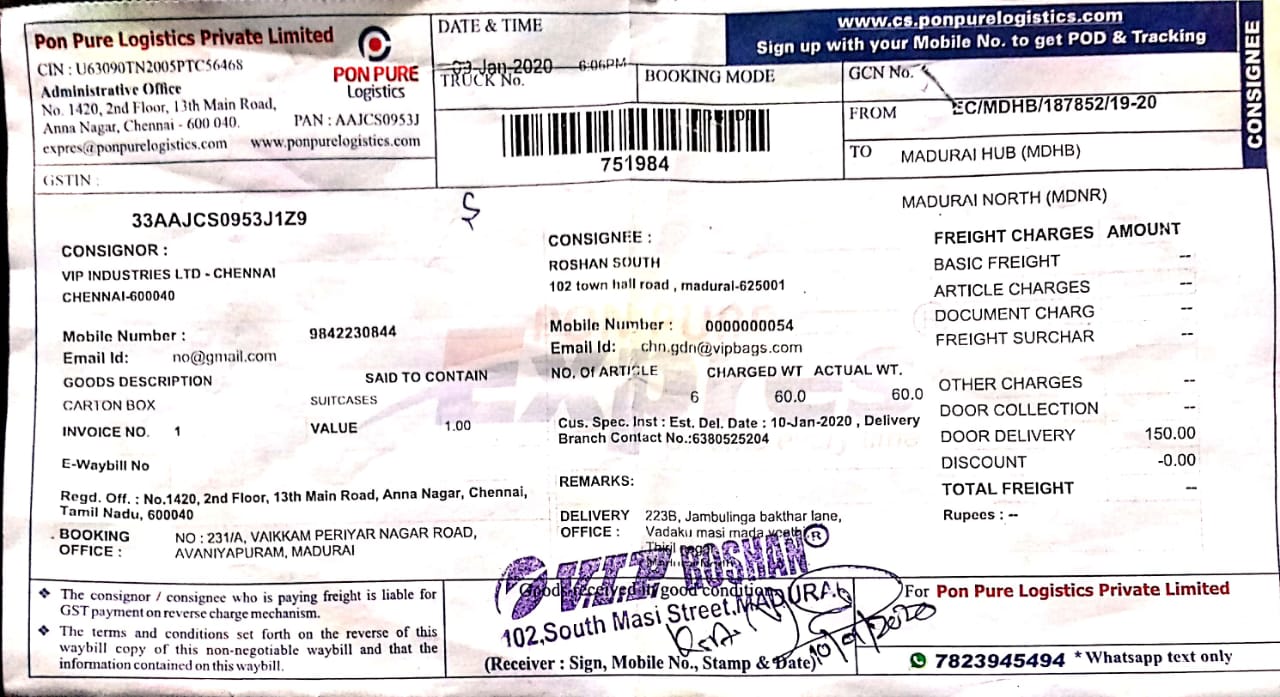 Pon Pure Logistics Private Limited
CIN : U63090TN2005PTC56468
Administrative Office
No. 1420, 2nd Floor, 13th Main Road,
Anna Nagar, Chennai - 600 040.
PAN : AAJCS0953J
expres@ponpurelogistics.com www.ponpurelogistics.com
PON PURE
Logistics
GSTIN :
DATE & TIME
03-Jan-2020 6:06PM
TRUCK No.
BOOKING MODE
751984
www.cs.ponpurelogistics.com
Sign up with your Mobile No. to get POD & Tracking
GCN No.
EC/MDHB/187852/19-20
FROM
TO MADURAI HUB (MDHB)
CONSIGNEE
MADURAI NORTH (MDNR)
33AAJCS0953J1Z9
CONSIGNOR :
VIP INDUSTRIES LTD - CHENNAI
CHENNAI-600040
Mobile Number : 9842230844
Email Id: no@gmail.com
GOODS DESCRIPTION SAID TO CONTAIN
CARTON BOX SUITCASES
INVOICE NO. 1 VALUE 1.00
E-Waybill No
Regd. Off. : No.1420, 2nd Floor, 13th Main Road, Anna Nagar, Chennai,
Tamil Nadu, 600040
BOOKING OFFICE : NO : 231/A, VAIKKAM PERIYAR NAGAR ROAD,
AVANIYAPURAM, MADURAI
CONSIGNEE :
ROSHAN SOUTH
102 town hall road , madurai-625001
Mobile Number : 0000000054
Email Id: chn.gdn@vipbags.com
NO. Of ARTICLE CHARGED WT ACTUAL WT.
6 60.0 60.0
Cus. Spec. Inst : Est. Del. Date : 10-Jan-2020 , Delivery
Branch Contact No.:6380525204
REMARKS:
DELIVERY OFFICE : 223B, Jambulinga bakthar lane,
Vadaku masi mada veethi
FREIGHT CHARGES AMOUNT
BASIC FREIGHT --
ARTICLE CHARGES --
DOCUMENT CHARG --
FREIGHT SURCHAR --
OTHER CHARGES --
DOOR COLLECTION --
DOOR DELIVERY 150.00
DISCOUNT -0.00
TOTAL FREIGHT --
Rupees : --
❖ The consignor / consignee who is paying freight is liable for
GST payment on reverse charge mechanism.
❖ The terms and conditions set forth on the reverse of this
waybill copy of this non-negotiable waybill and that the
information contained on this waybill.
VIP ROSHAN ®
Goods received in good condition
102, South Masi Street, MADURAI
10/1/2020
(Receiver : Sign, Mobile No., Stamp & Date)
For Pon Pure Logistics Private Limited
7823945494 * Whatsapp text only